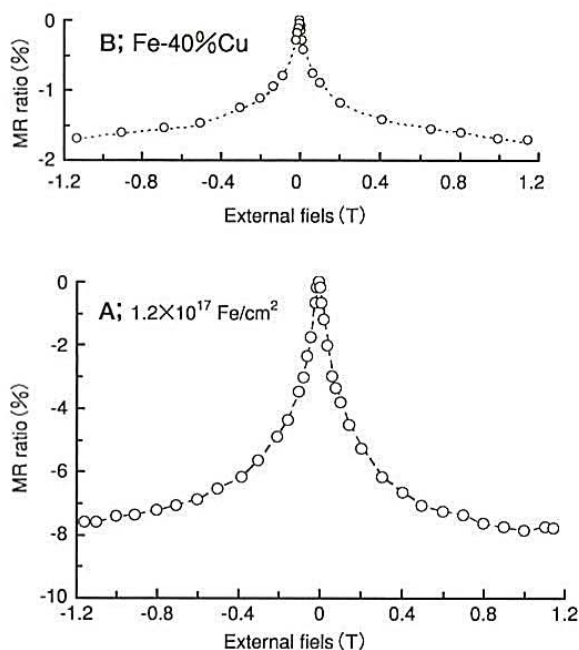 B; Fe-40%Cu
MR ratio (%)
0
-1
-2
-1.2 -0.8 -0.4 0 0.4 0.8 1.2
External fiels (T)
A; 1.2×10¹⁷ Fe/cm²
MR ratio (%)
0
-2
-4
-6
-8
-10
-1.2 -0.8 -0.4 0 0.4 0.8 1.2
External fiels (T)